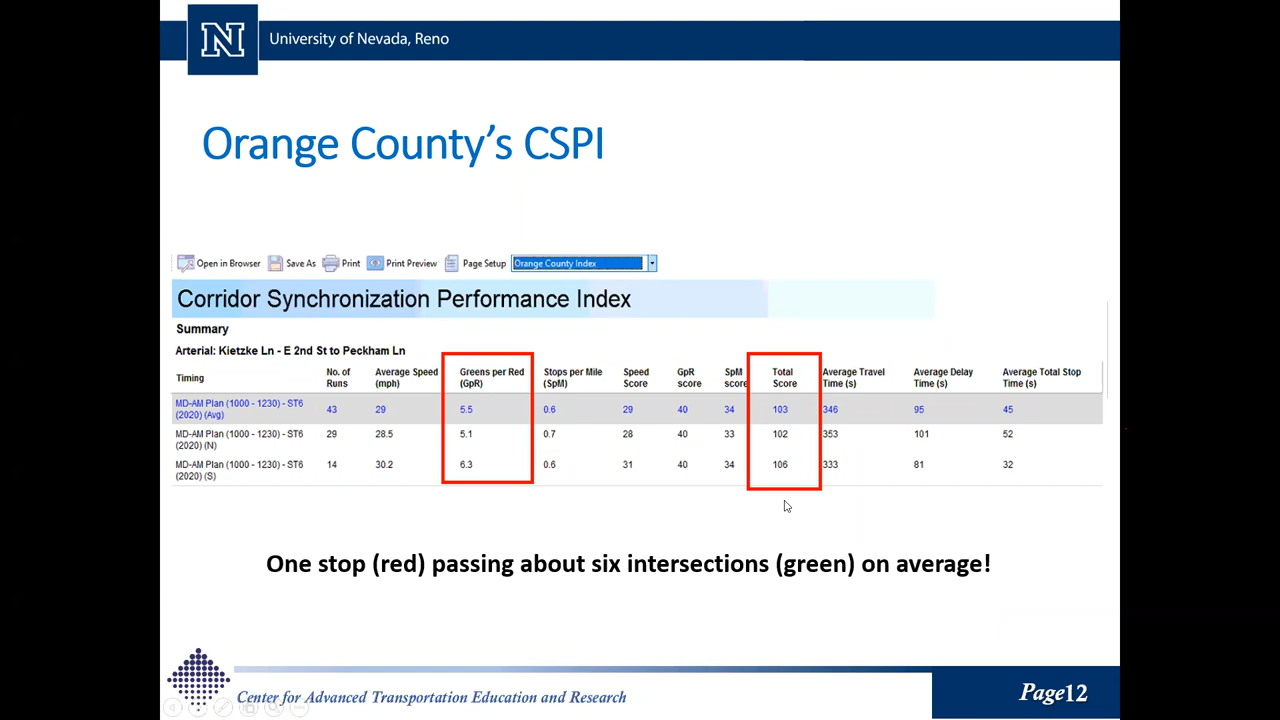 N University of Nevada, Reno
Orange County's CSPI
Open in Browser Save As Print Print Preview Page Setup Orange County Index
Corridor Synchronization Performance Index
Summary
Arterial: Kietzke Ln - E 2nd St to Peckham Ln
Timing No. of Runs Average Speed (mph) Greens per Red (GpR) Stops per Mile (SpM) Speed Score GpR score SpM score Total Score Average Travel Time (s) Average Delay Time (s) Average Total Stop Time (s)
MD-AM Plan (1000 - 1230) - ST6 (2020) (Avg) 43 29 5.5 0.6 29 40 34 103 346 95 45
MD-AM Plan (1000 - 1230) - ST6 (2020) (N) 29 28.5 5.1 0.7 28 40 33 102 353 101 52
MD-AM Plan (1000 - 1230) - ST6 (2020) (S) 14 30.2 6.3 0.6 31 40 34 106 333 81 32
One stop (red) passing about six intersections (green) on average!
Center for Advanced Transportation Education and Research
Page12